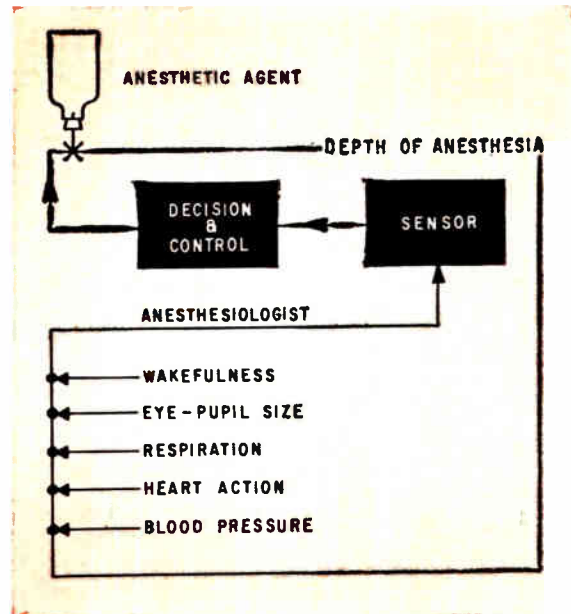 ANESTHETIC AGENT
DEPTH OF ANESTHESIA
DECISION
&
CONTROL
SENSOR
ANESTHESIOLOGIST
WAKEFULNESS
EYE-PUPIL SIZE
RESPIRATION
HEART ACTION
BLOOD PRESSURE